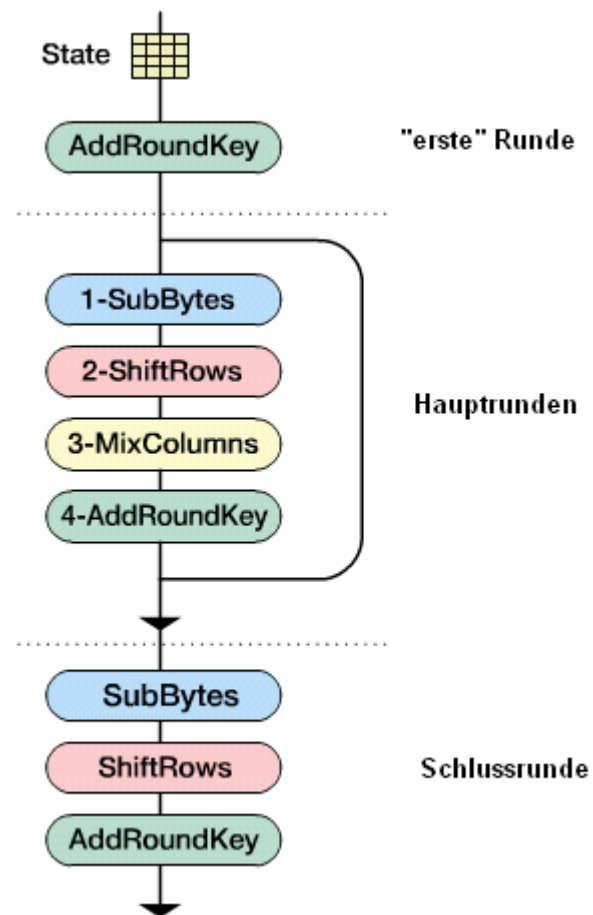 State
AddRoundKey
"erste" Runde
1-SubBytes
2-ShiftRows
3-MixColumns
4-AddRoundKey
Hauptrunden
SubBytes
ShiftRows
AddRoundKey
Schlussrunde